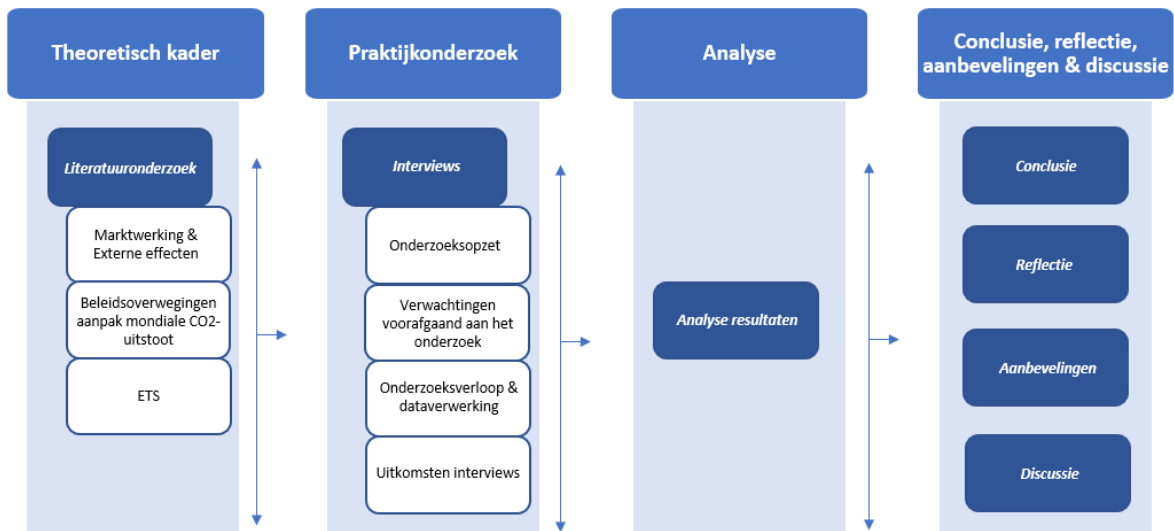 Theoretisch kader
Literatuuronderzoek
Marktwerking &
Externe effecten
Beleidsoverwegingen
aanpak mondiale CO2-
uitstoot
ETS
Praktijkonderzoek
Interviews
Onderzoeksopzet
Verwachtingen
voorafgaand aan het
onderzoek
Onderzoeksverloop &
dataverwerking
Uitkomsten interviews
Analyse
Analyse resultaten
Conclusie, reflectie,
aanbevelingen & discussie
Conclusie
Reflectie
Aanbevelingen
Discussie